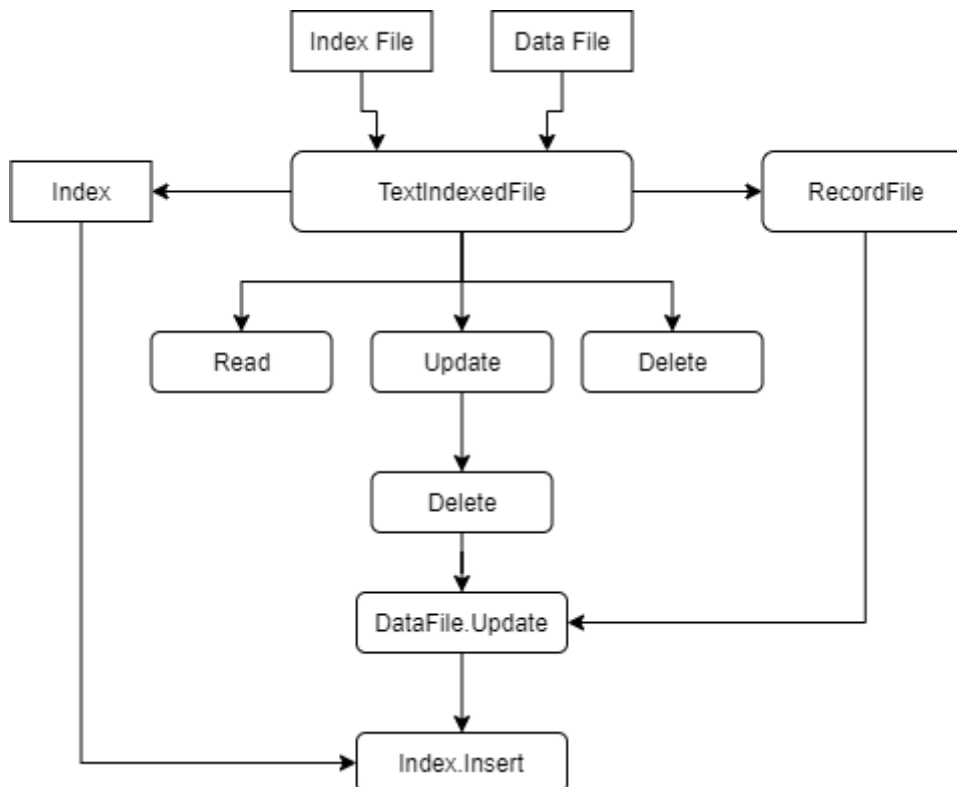 Index File
Data File
Index
TextIndexedFile
RecordFile
Read
Update
Delete
Delete
DataFile.Update
Index.Insert